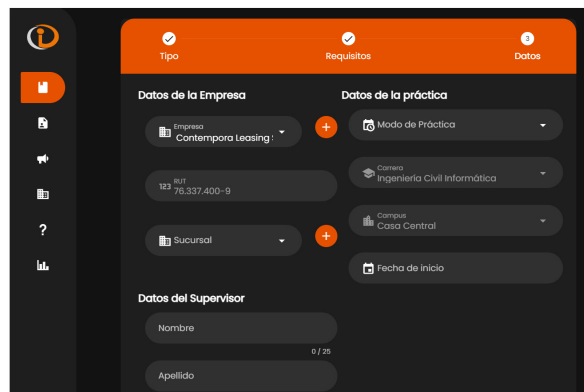 3
Tipo
Requisitos
Datos
Datos de la Empresa
Empresa
Contempora Leasing
123
RUT
76.337.400-9
Sucursal
Datos de la práctica
Modo de Práctica
Carrera
Ingeniería Civil Informática
Campus
Casa Central
Fecha de inicio
Datos del Supervisor
Nombre
0 / 25
Apellido
?